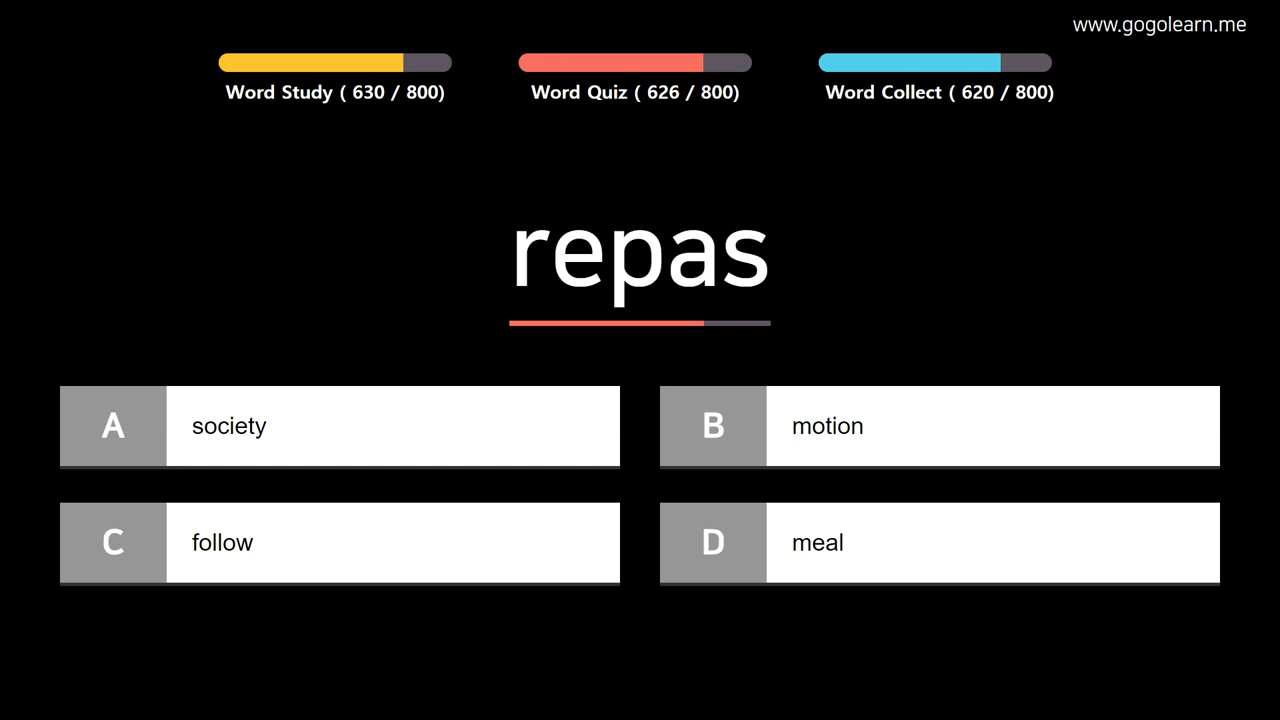 www.gogolearn.me
Word Study ( 630 / 800)
Word Quiz ( 626 / 800)
Word Collect ( 620 / 800)
repas
A society
B motion
C follow
D meal